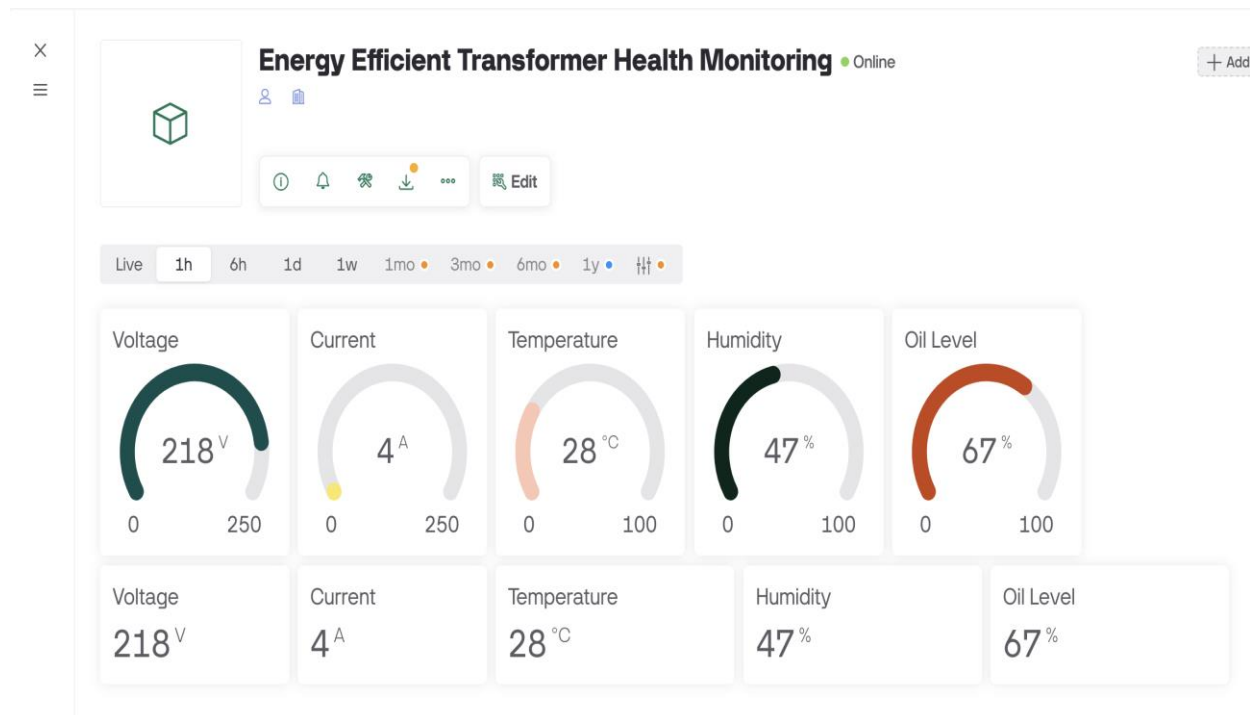 Energy Efficient Transformer Health Monitoring Online
+ Add
Edit
Live 1h 6h 1d 1w 1mo 3mo 6mo 1y
Voltage
218 V
0 250
Current
4 A
0 250
Temperature
28 °C
0 100
Humidity
47 %
0 100
Oil Level
67 %
0 100
Voltage
218 V
Current
4 A
Temperature
28 °C
Humidity
47 %
Oil Level
67 %